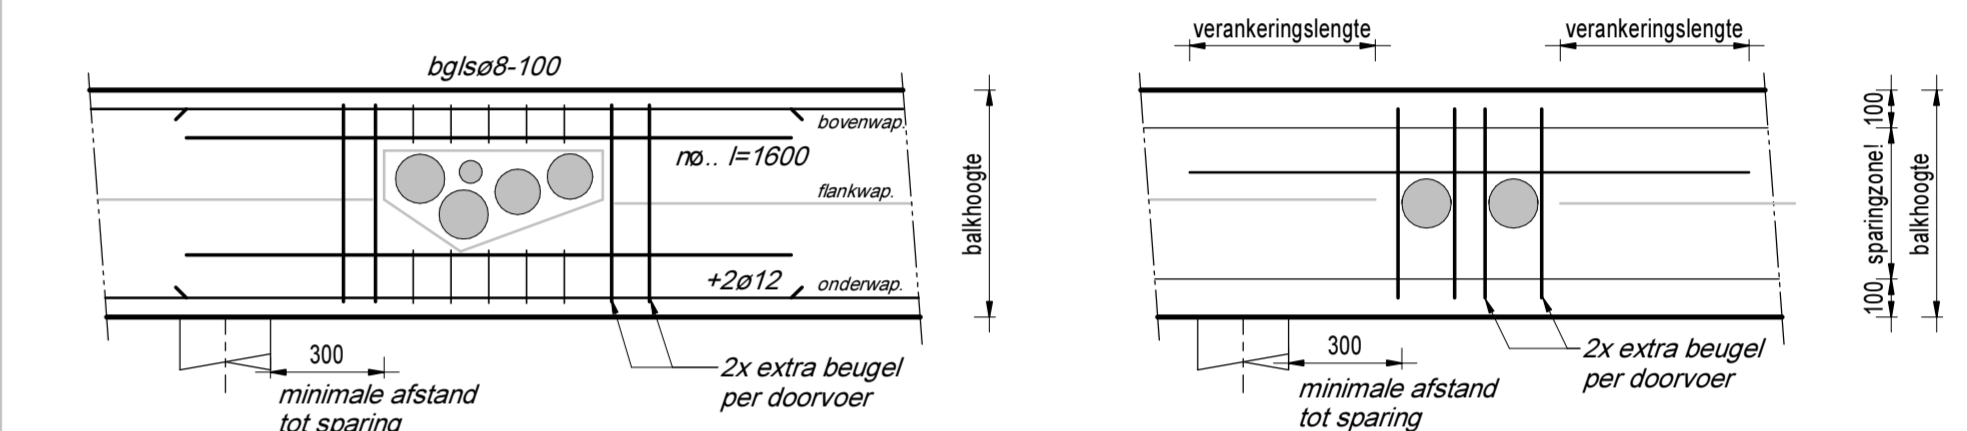 bglsø8-100
bovenwap.
nø.. l=1600
flankwap.
+2ø12
onderwap.
balkhoogte
300
minimale afstand
tot sparing
2x extra beugel
per doorvoer
verankeringslengte
verankeringslengte
100
sparingzone!
100
balkhoogte
300
minimale afstand
tot sparing
2x extra beugel
per doorvoer